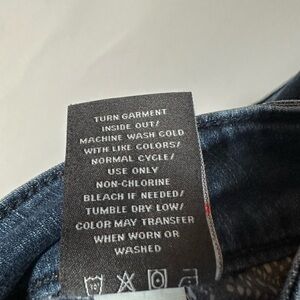 TURN GARMENT
INSIDE OUT/
MACHINE WASH COLD
WITH LIKE COLORS/
NORMAL CYCLE/
USE ONLY
NON-CHLORINE
BLEACH IF NEEDED/
TUMBLE DRY LOW/
COLOR MAY TRANSFER
WHEN WORN OR
WASHED